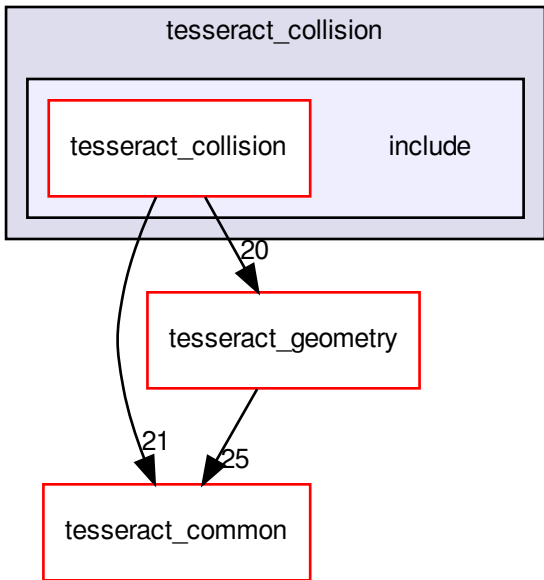 tesseract_collision
tesseract_collision
include
20
tesseract_geometry
21
25
tesseract_common